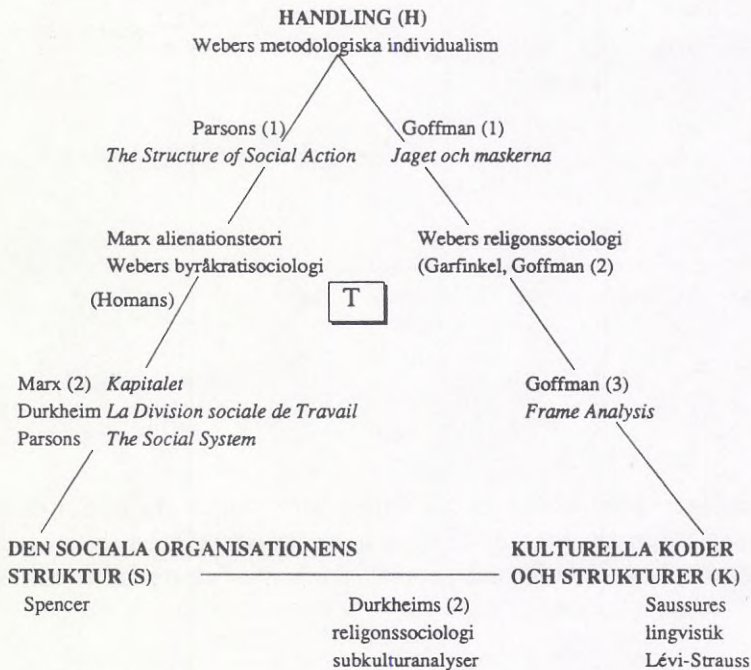 HANDLING (H)
Webers metodologiska individualism
Parsons (1)
The Structure of Social Action
Goffman (1)
Jaget och maskerna
Marx alienationsteori
Webers byråkratisociologi
(Homans)
Webers religonssociologi
(Garfinkel, Goffman (2)
T
Marx (2) Kapitalet
Durkheim La Division sociale de Travail
Parsons The Social System
Goffman (3)
Frame Analysis
DEN SOCIALA ORGANISATIONENS
STRUKTUR (S)
Spencer
KULTURELLA KODER
OCH STRUKTURER (K)
Durkheims (2)
religonssociologi
subkulturanalyser
Saussures
lingvistik
Lévi-Strauss